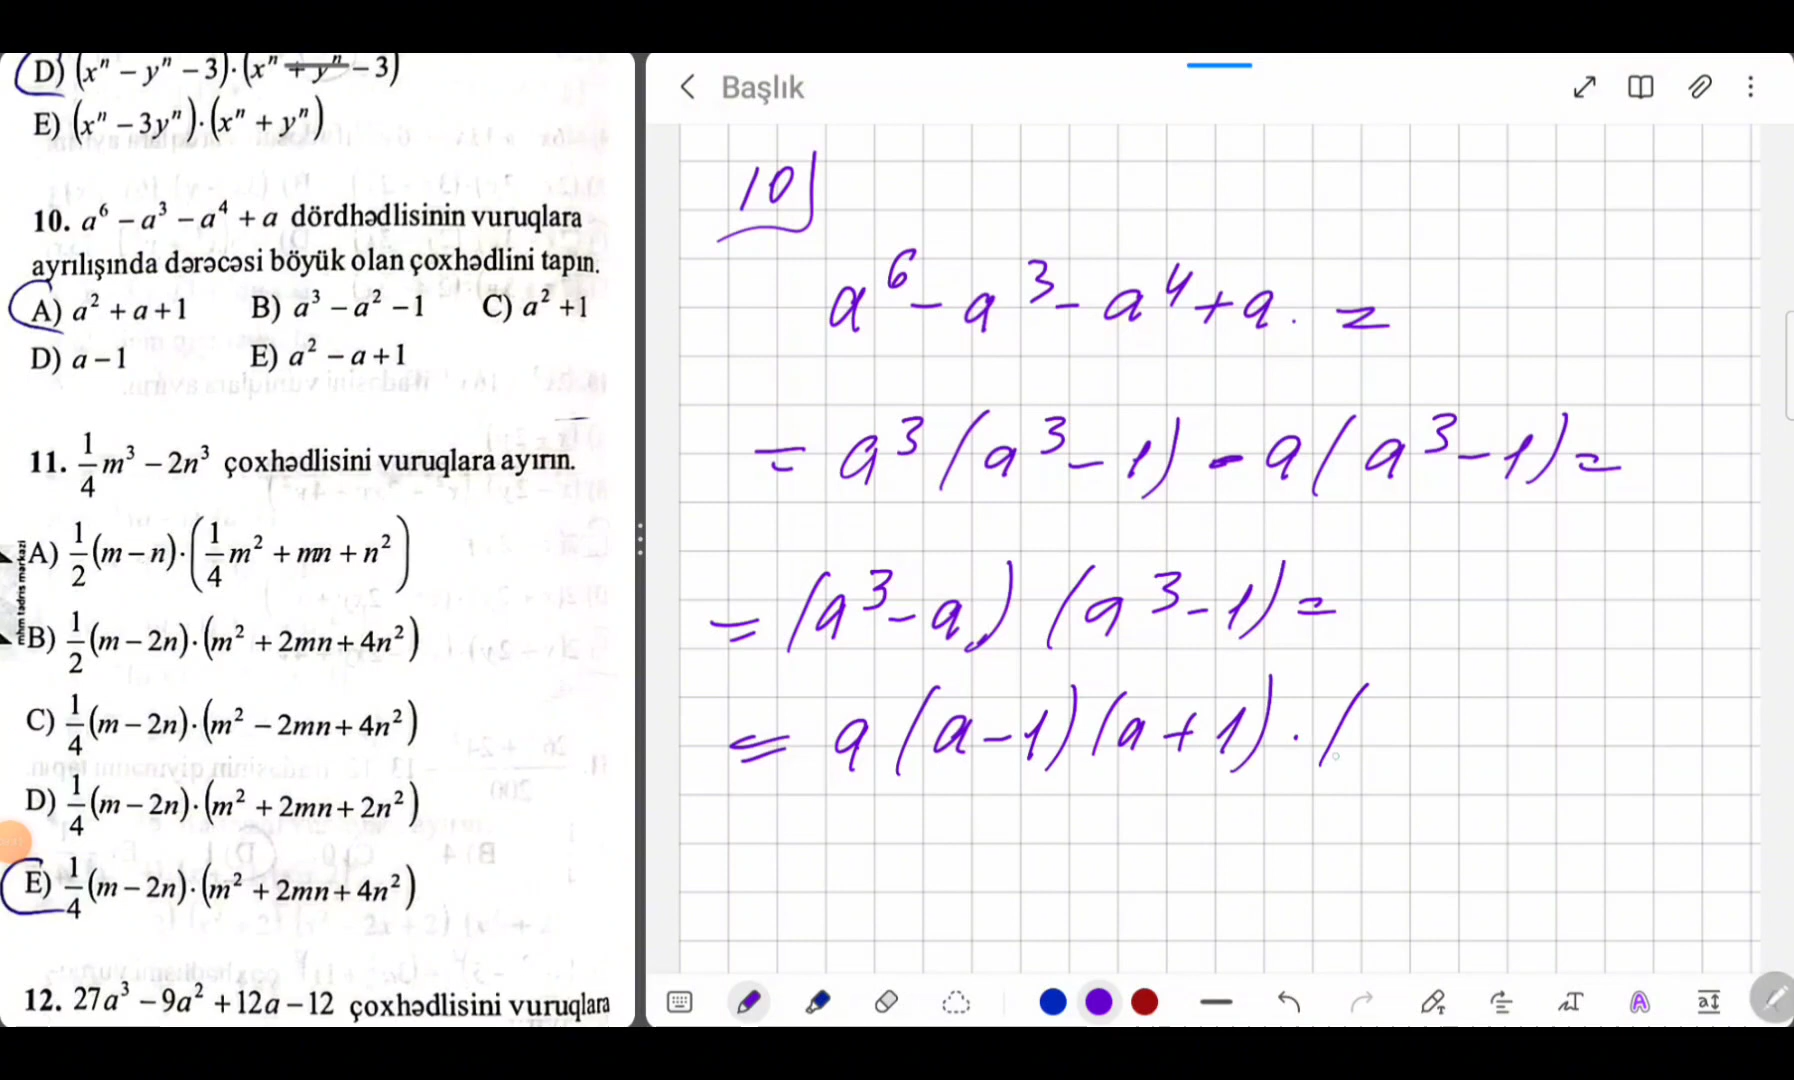 D) (xⁿ − yⁿ − 3)·(xⁿ + yⁿ − 3)
E) (xⁿ − 3yⁿ)·(xⁿ + yⁿ)
10. a⁶ − a³ − a⁴ + a dördhədlisinin vuruqlara
ayrılışında dərəcəsi böyük olan çoxhədlini tapın.
A) a² + a + 1 B) a³ − a² − 1 C) a² + 1
D) a − 1 E) a² − a + 1
11. 1/4 m³ − 2n³ çoxhədlisini vuruqlara ayırın.
A) 1/2 (m − n)·(1/4 m² + mn + n²)
B) 1/2 (m − 2n)·(m² + 2mn + 4n²)
C) 1/4 (m − 2n)·(m² − 2mn + 4n²)
D) 1/4 (m − 2n)·(m² + 2mn + 2n²)
E) 1/4 (m − 2n)·(m² + 2mn + 4n²)
12. 27a³ − 9a² + 12a − 12 çoxhədlisini vuruqlara
mhm tədris mərkəzi
Başlık
10)
a⁶ − a³ − a⁴ + a. =
= a³(a³ − 1) − a(a³ − 1) =
= (a³ − a)(a³ − 1) =
= a(a − 1)(a + 1)·(